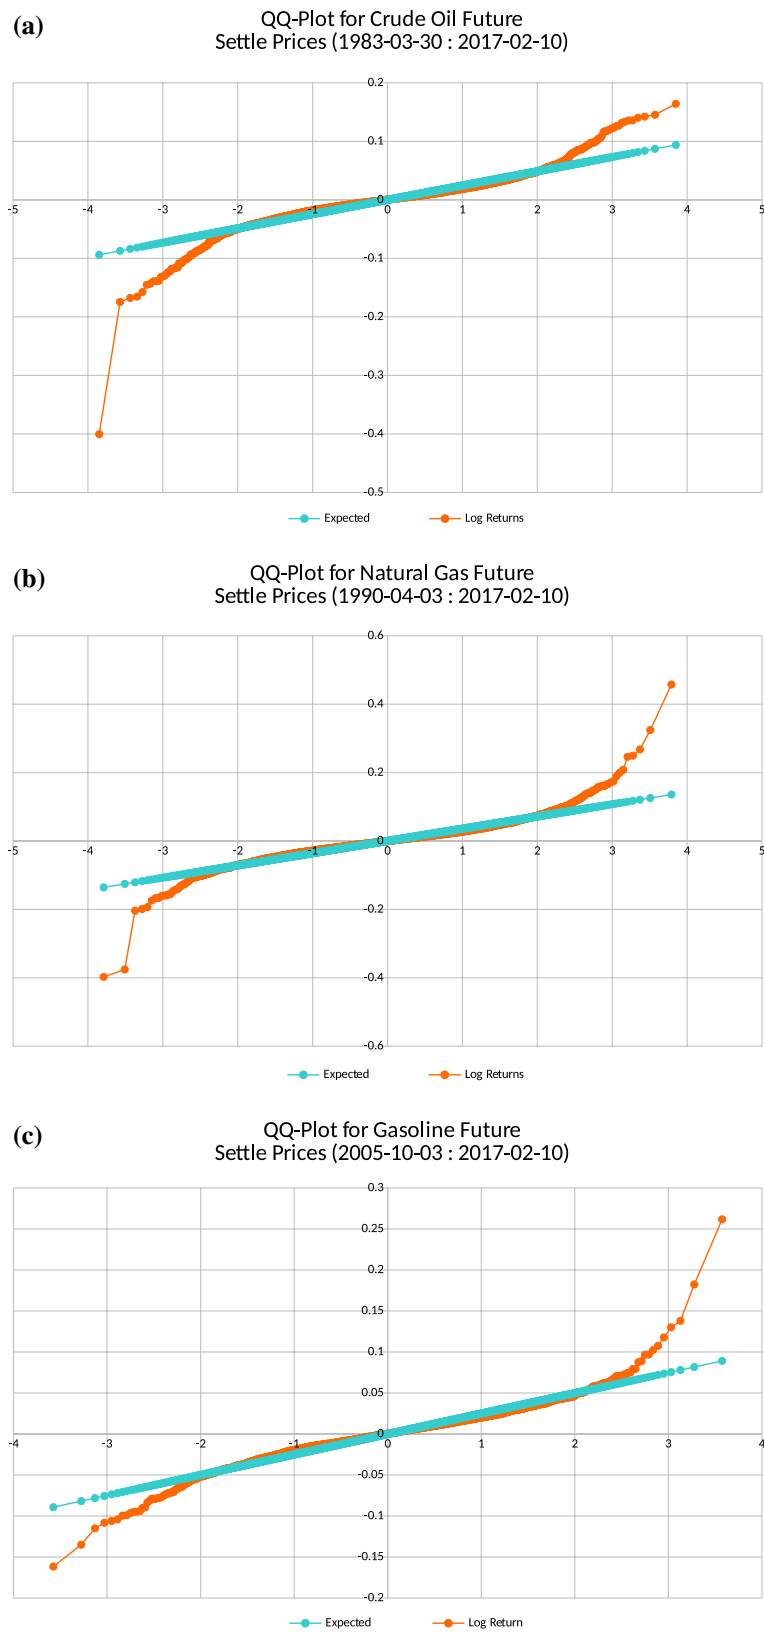 (a)
QQ-Plot for Crude Oil Future
Settle Prices (1983-03-30 : 2017-02-10)
0.2
0.1
0
-5 -4 -3 -2 -1 0 1 2 3 4 5
-0.1
-0.2
-0.3
-0.4
-0.5
Expected Log Returns
(b)
QQ-Plot for Natural Gas Future
Settle Prices (1990-04-03 : 2017-02-10)
0.6
0.4
0.2
0
-5 -4 -3 -2 -1 0 1 2 3 4 5
-0.2
-0.4
-0.6
Expected Log Returns
(c)
QQ-Plot for Gasoline Future
Settle Prices (2005-10-03 : 2017-02-10)
0.3
0.25
0.2
0.15
0.1
0.05
0
-4 -3 -2 -1 0 1 2 3 4
-0.05
-0.1
-0.15
-0.2
Expected Log Return